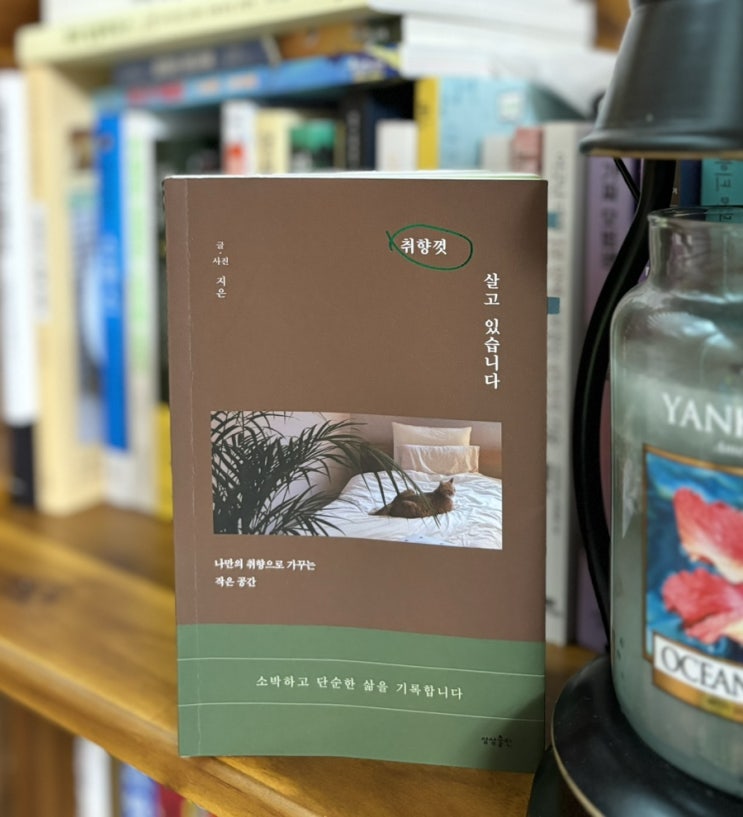 취향껏
살고 있습니다
글·사진
지은
나만의 취향으로 가꾸는
작은 공간
소박하고 단순한 삶을 기록합니다
YANK
OCEAN